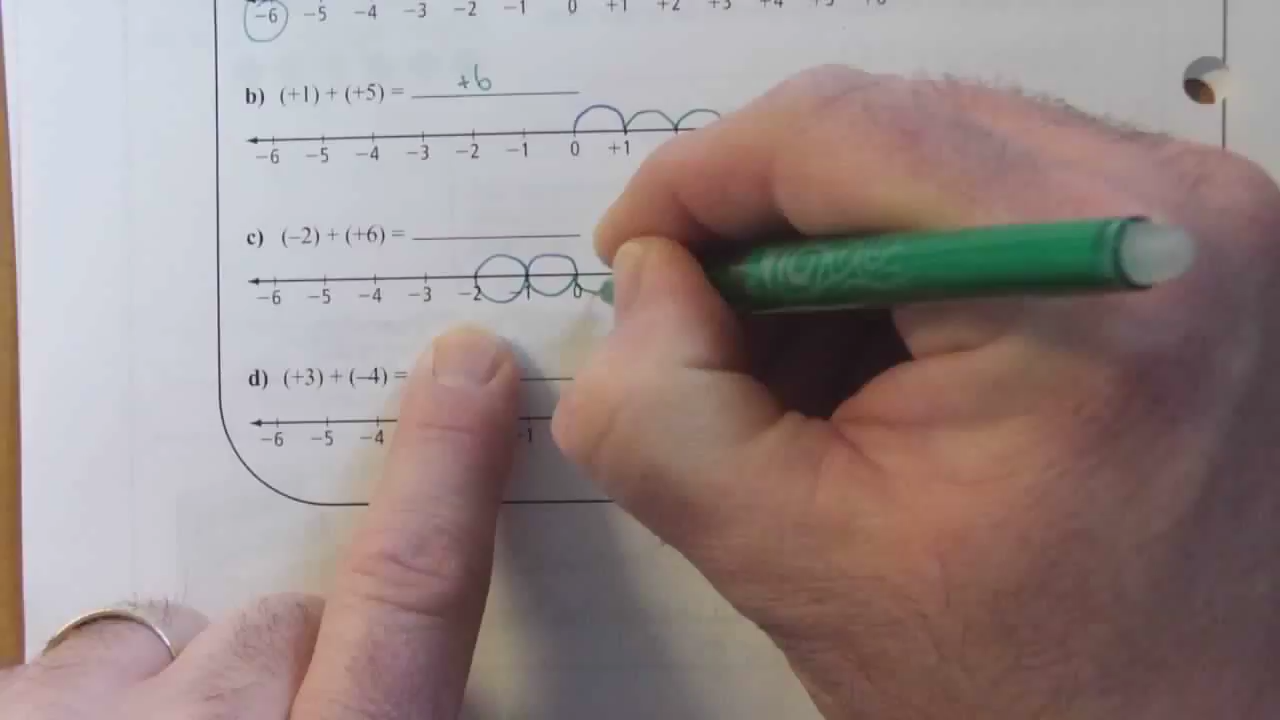 −6 −5 −4 −3 −2 −1 0 +1 +2 +3 +4 +5 +6
b) (+1) + (+5) = +6
−6 −5 −4 −3 −2 −1 0 +1
c) (−2) + (+6) =
−6 −5 −4 −3 −2 −1 0
d) (+3) + (−4) =
−6 −5 −4 −1